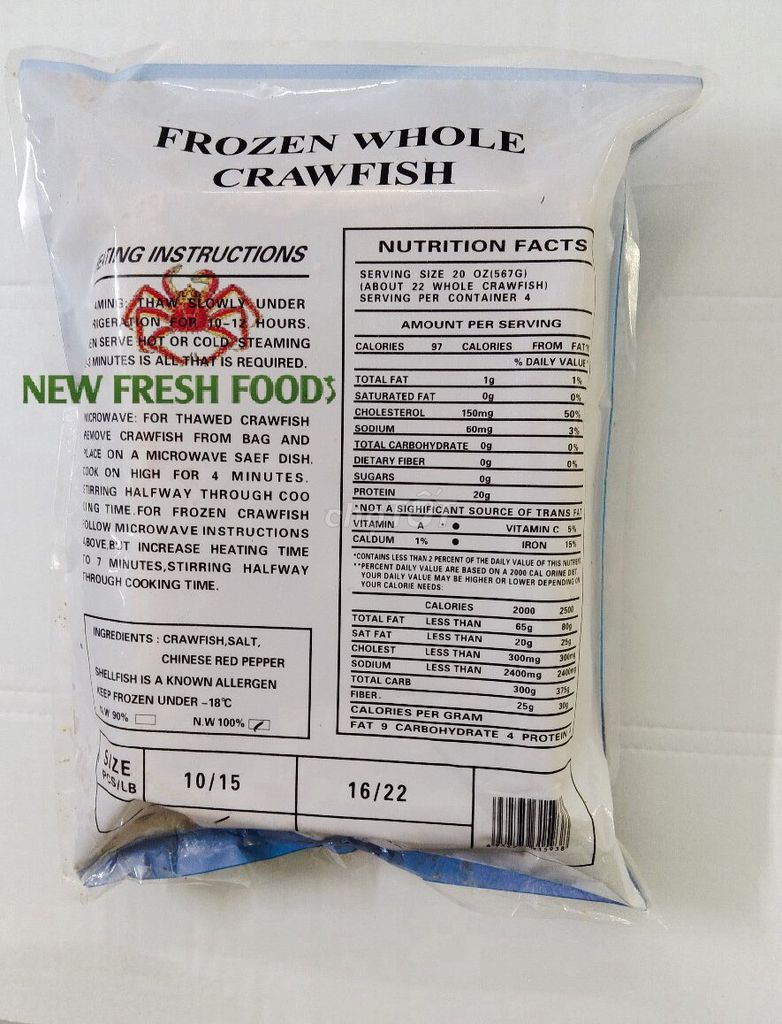 FROZEN WHOLE
CRAWFISH
TING INSTRUCTIONS
AMING: THAW SLOWLY UNDER
RIGERATION FOR 10-12 HOURS.
EN SERVE HOT OR COLD. STEAMING
MINUTES IS ALL THAT IS REQUIRED.
NEW FRESH FOODS
MICROWAVE: FOR THAWED CRAWFISH
REMOVE CRAWFISH FROM BAG AND
PLACE ON A MICROWAVE SAEF DISH.
COOK ON HIGH FOR 4 MINUTES.
STIRRING HALFWAY THROUGH COO
KING TIME.FOR FROZEN CRAWFISH
FOLLOW MICROWAVE INSTRUCTIONS
ABOVE,BUT INCREASE HEATING TIME
TO 7 MINUTES,STIRRING HALFWAY
THROUGH COOKING TIME.
INGREDIENTS : CRAWFISH,SALT,
CHINESE RED PEPPER
SHELLFISH IS A KNOWN ALLERGEN
KEEP FROZEN UNDER -18℃
N.W 90% N.W 100%
NUTRITION FACTS
SERVING SIZE 20 OZ(567G)
(ABOUT 22 WHOLE CRAWFISH)
SERVING PER CONTAINER 4
AMOUNT PER SERVING
CALORIES 97 CALORIES FROM FAT
% DAILY VALUE*
TOTAL FAT 1g 1%
SATURATED FAT 0g 0%
CHOLESTEROL 150mg 50%
SODIUM 60mg 3%
TOTAL CARBOHYDRATE 0g 0%
DIETARY FIBER 0g 0%
SUGARS 0g
PROTEIN 20g
NOT A SIGNIFICANT SOURCE OF TRANS FAT
VITAMIN A • VITAMIN C 5%
CALDUM 1% • IRON 15%
*CONTAINS LESS THAN 2 PERCENT OF THE DAILY VALUE OF THIS NUTRIENT
**PERCENT DAILY VALUE ARE BASED ON A 2000 CAL ORINE DIET.
YOUR DAILY VALUE MAY BE HIGHER OR LOWER DEPENDING ON
YOUR CALORIE NEEDS:
CALORIES 2000 2500
TOTAL FAT LESS THAN 65g 80g
SAT FAT LESS THAN 20g 25g
CHOLEST LESS THAN 300mg 300mg
SODIUM LESS THAN 2400mg 2400mg
TOTAL CARB 300g 375g
FIBER. 25g 30g
CALORIES PER GRAM
FAT 9 CARBOHYDRATE 4 PROTEIN
SIZE
PCS/LB
10/15
16/22